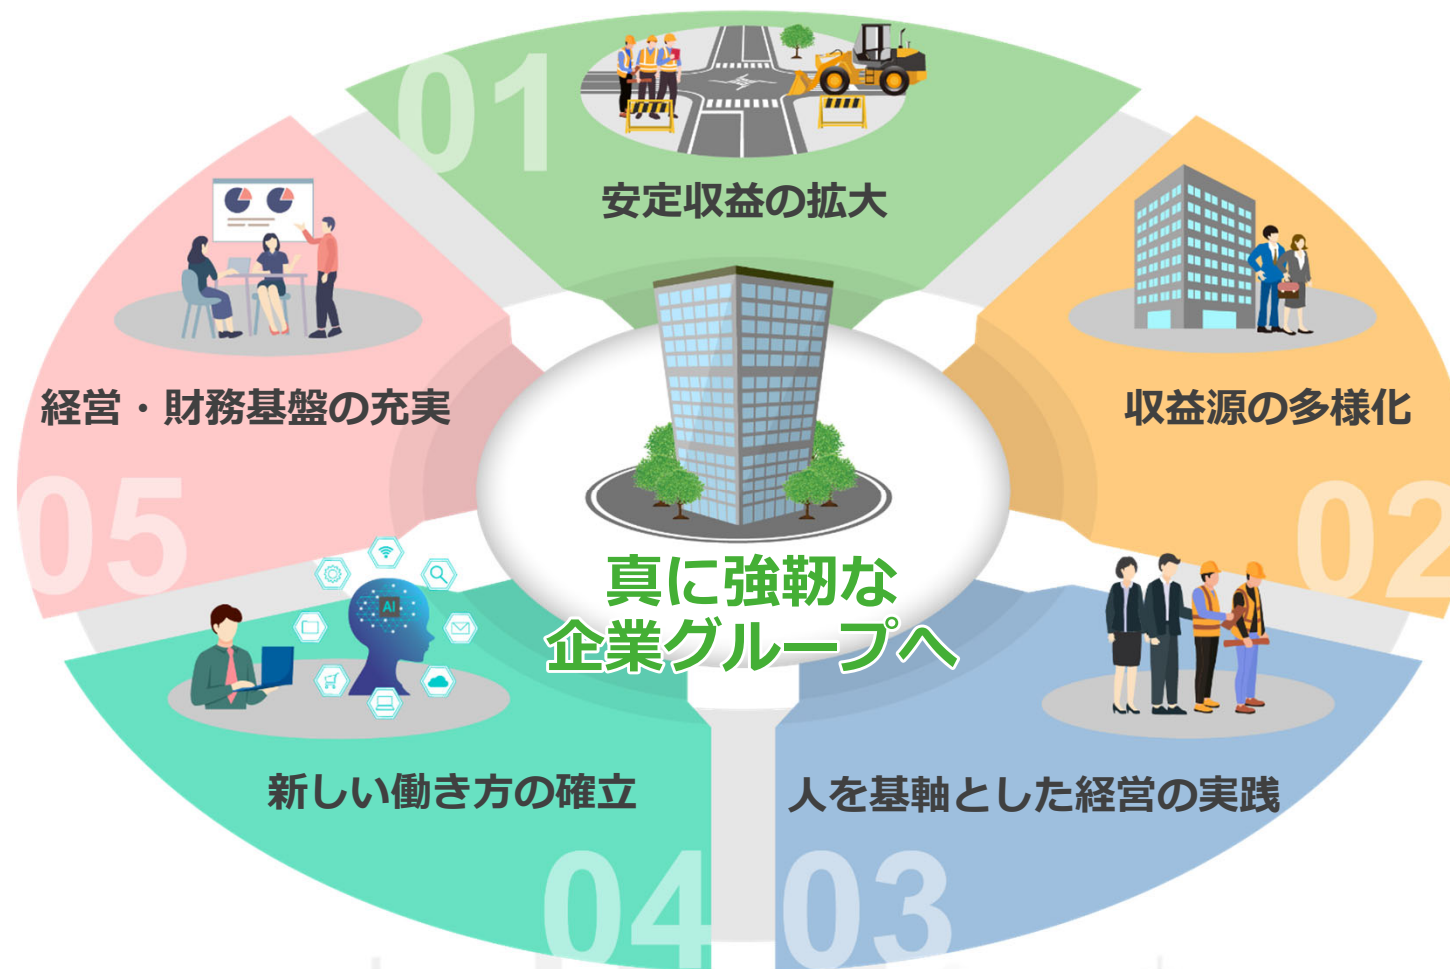 01
安定収益の拡大
収益源の多様化
02
人を基軸とした経営の実践
03
新しい働き方の確立
04
経営・財務基盤の充実
05
AI
真に強靭な
企業グループへ